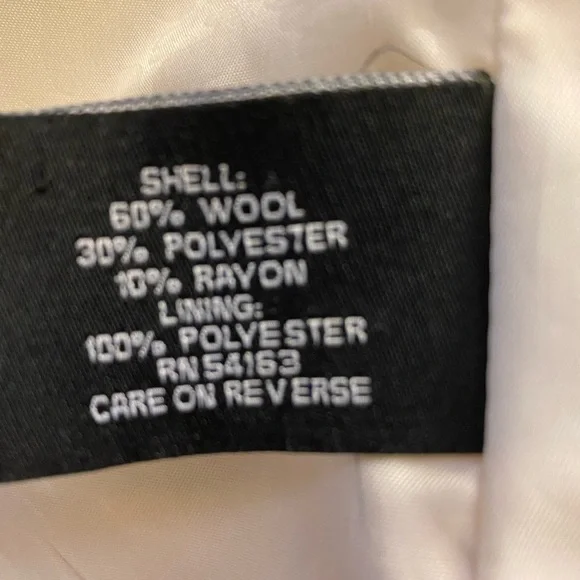 SHELL:
60% WOOL
30% POLYESTER
10% RAYON
LINING:
100% POLYESTER
RN 54163
CARE ON REVERSE